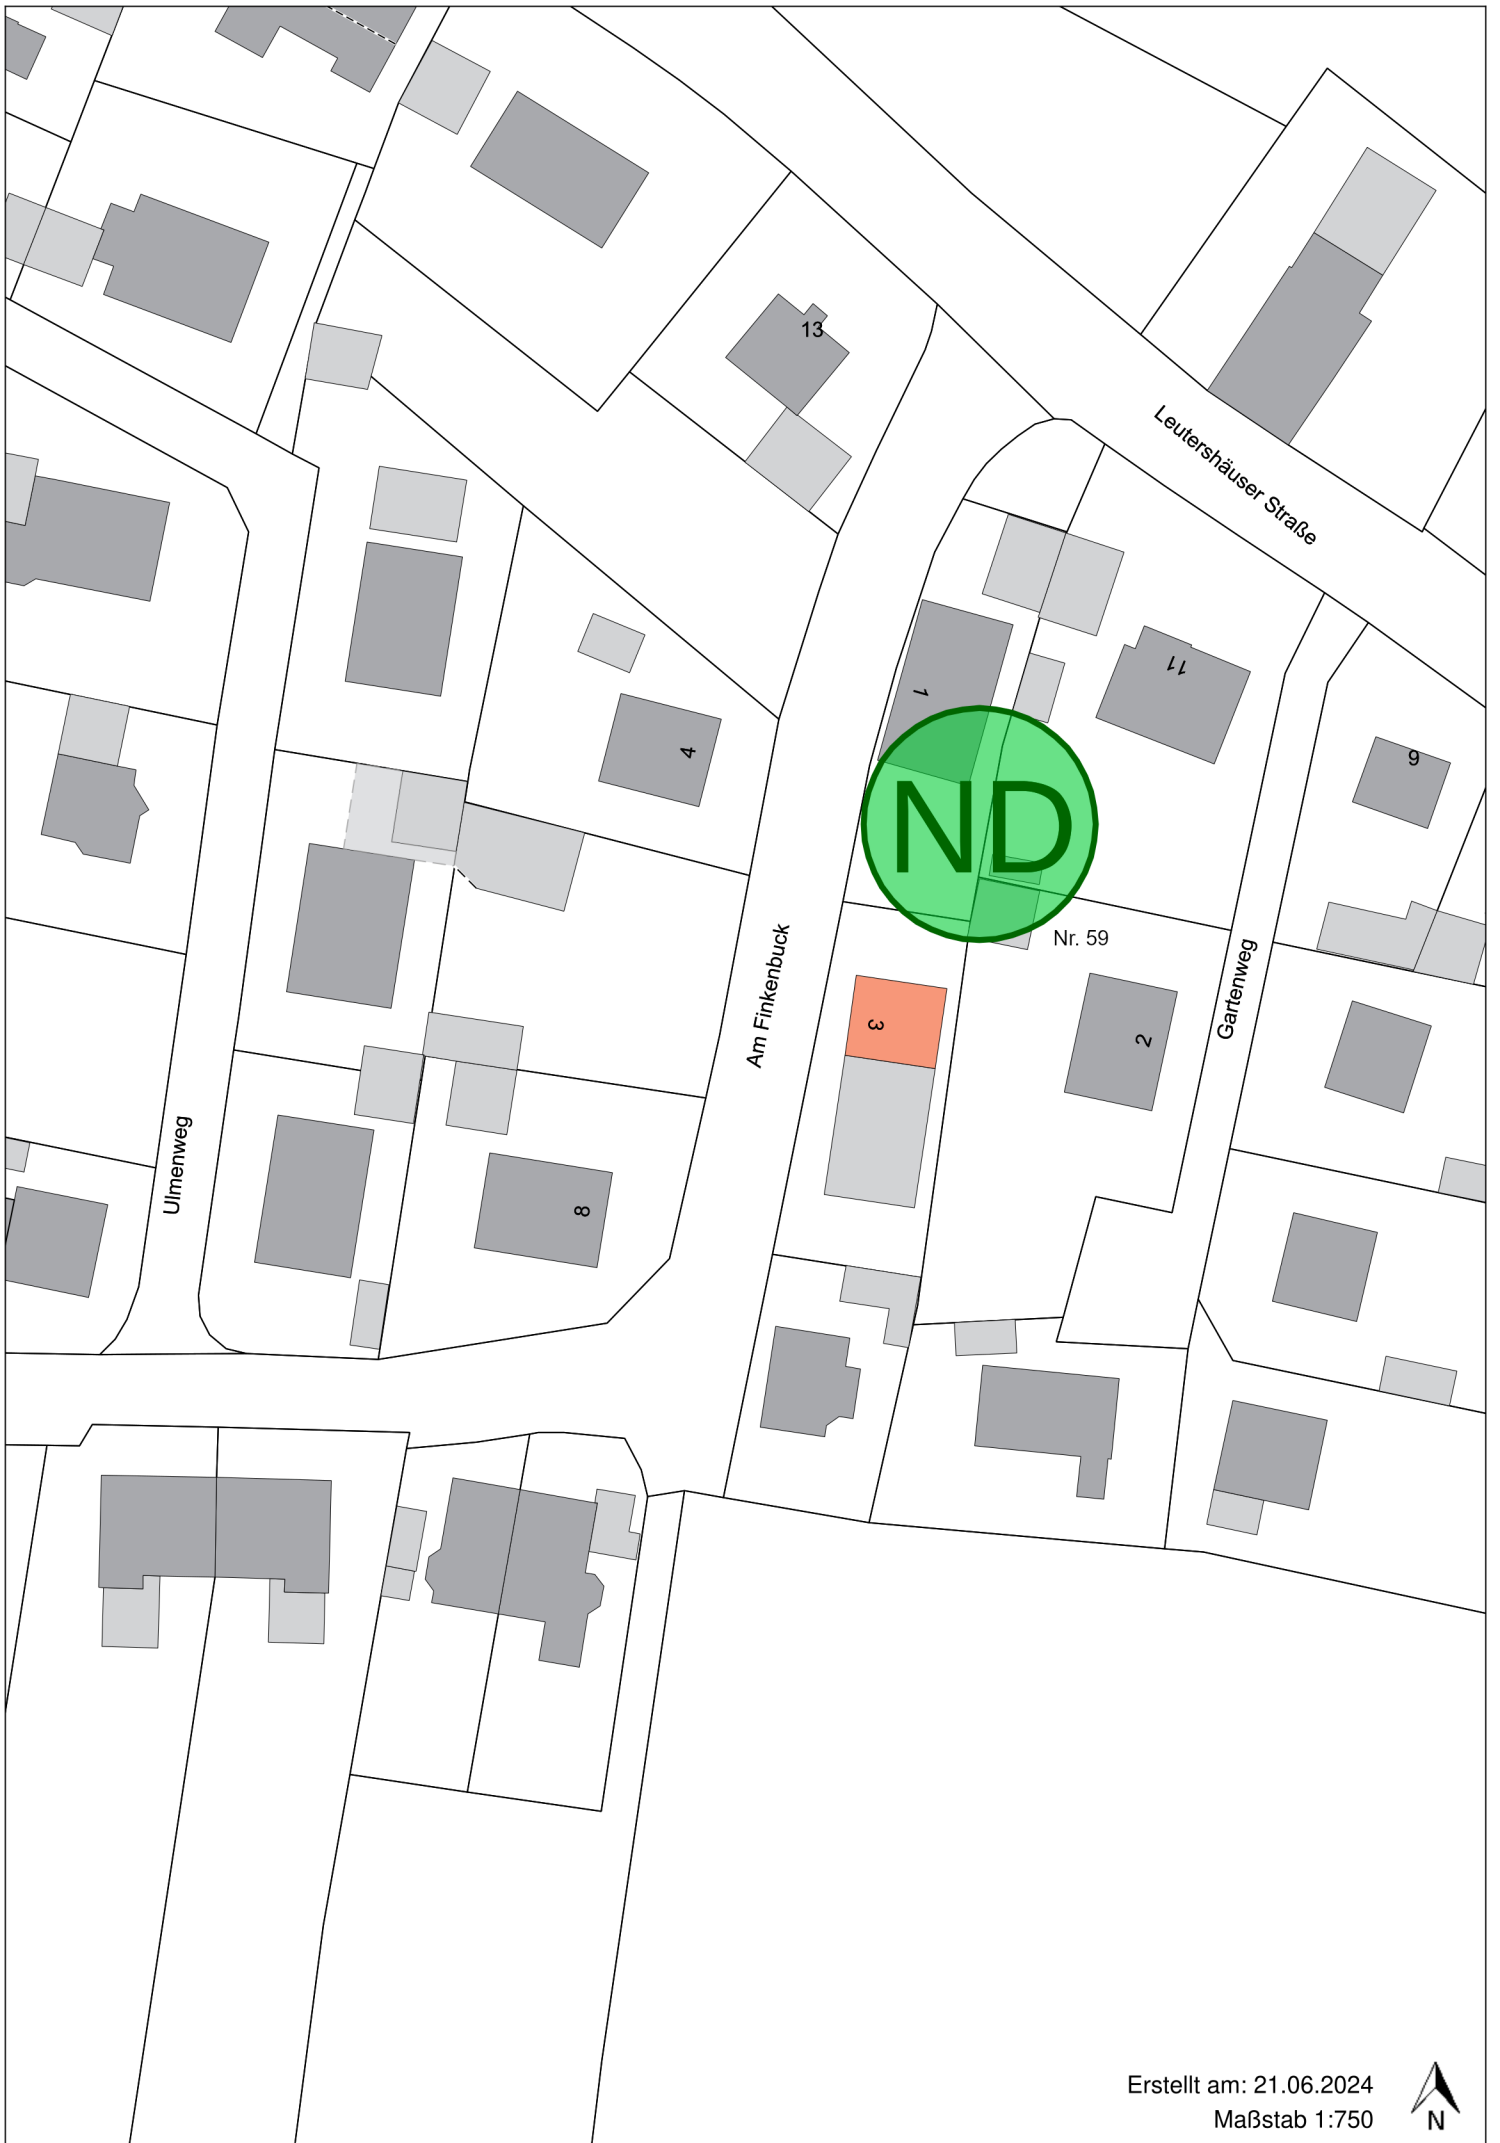 13
Leutershäuser Straße
11
1
4
9
ND
Nr. 59
Am Finkenbuck
Gartenweg
3
2
Ulmenweg
8
Erstellt am: 21.06.2024
Maßstab 1:750
N